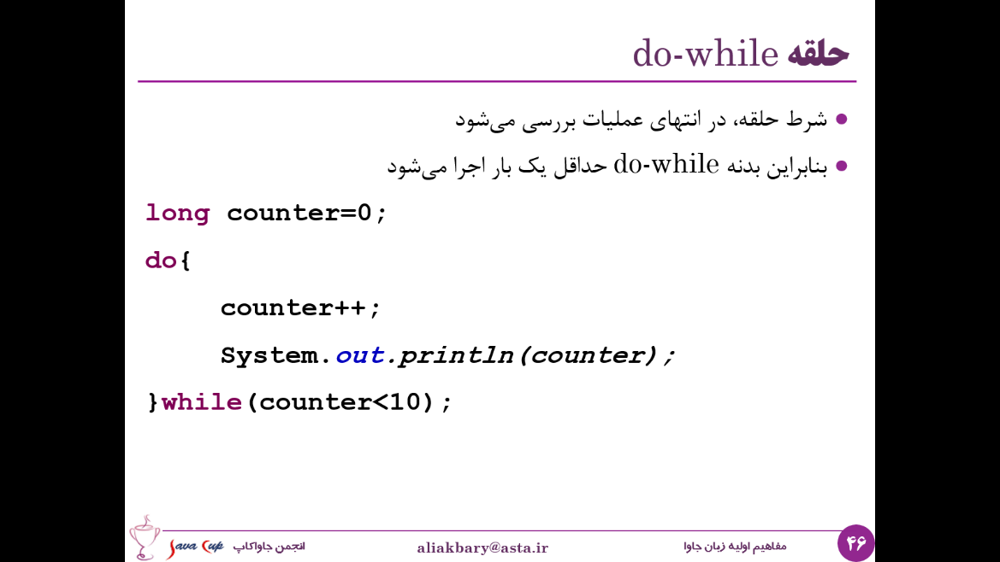 حلقه do-while
شرط حلقه، در انتهای عملیات بررسی می‌شود
بنابراین بدنه do-while حداقل یک بار اجرا می‌شود
long counter=0;
do{
counter++;
System.out.println(counter);
}while(counter<10);
۴۶
مفاهیم اولیه زبان جاوا
aliakbary@asta.ir
انجمن جاواکاپ
Java Cup